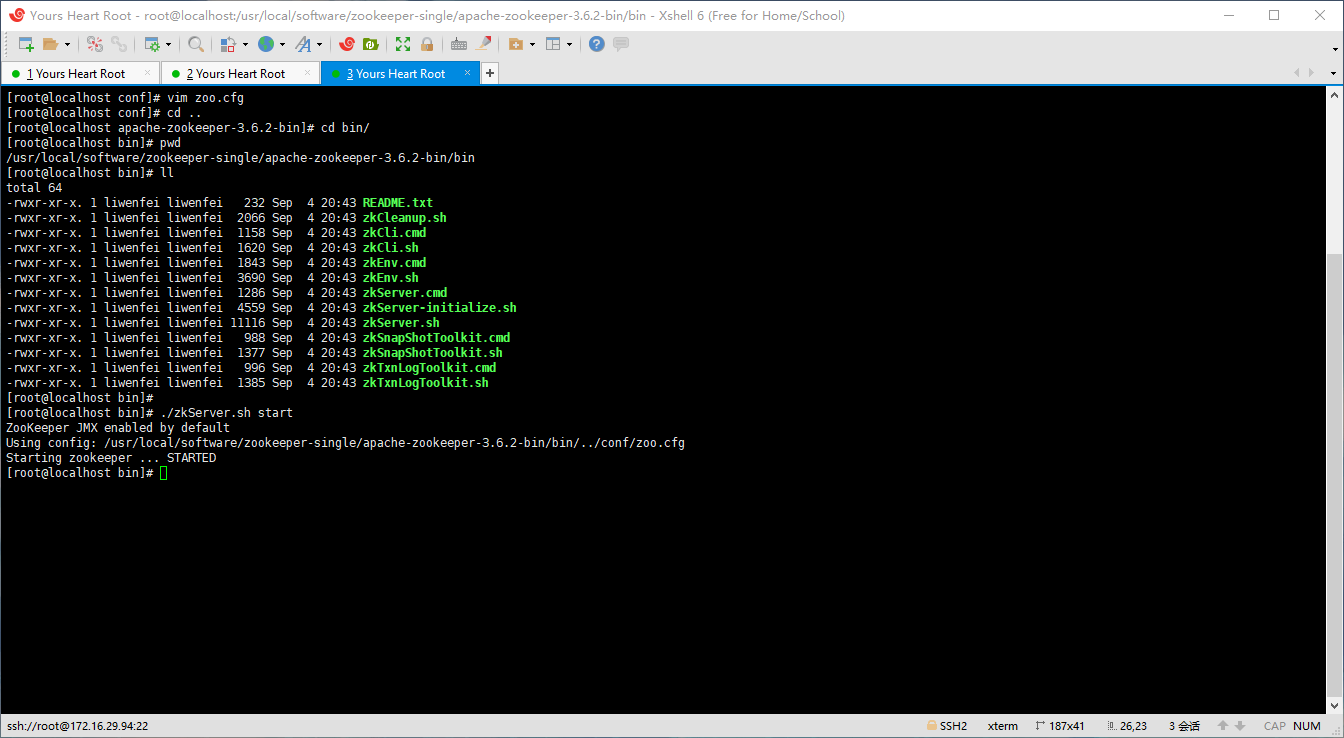 Yours Heart Root - root@localhost:/usr/local/software/zookeeper-single/apache-zookeeper-3.6.2-bin/bin - Xshell 6 (Free for Home/School)
1 Yours Heart Root × 2 Yours Heart Root × 3 Yours Heart Root × +
[root@localhost conf]# vim zoo.cfg
[root@localhost conf]# cd ..
[root@localhost apache-zookeeper-3.6.2-bin]# cd bin/
[root@localhost bin]# pwd
/usr/local/software/zookeeper-single/apache-zookeeper-3.6.2-bin/bin
[root@localhost bin]# ll
total 64
-rwxr-xr-x. 1 liwenfei liwenfei   232 Sep  4 20:43 README.txt
-rwxr-xr-x. 1 liwenfei liwenfei  2066 Sep  4 20:43 zkCleanup.sh
-rwxr-xr-x. 1 liwenfei liwenfei  1158 Sep  4 20:43 zkCli.cmd
-rwxr-xr-x. 1 liwenfei liwenfei  1620 Sep  4 20:43 zkCli.sh
-rwxr-xr-x. 1 liwenfei liwenfei  1843 Sep  4 20:43 zkEnv.cmd
-rwxr-xr-x. 1 liwenfei liwenfei  3690 Sep  4 20:43 zkEnv.sh
-rwxr-xr-x. 1 liwenfei liwenfei  1286 Sep  4 20:43 zkServer.cmd
-rwxr-xr-x. 1 liwenfei liwenfei  4559 Sep  4 20:43 zkServer-initialize.sh
-rwxr-xr-x. 1 liwenfei liwenfei 11116 Sep  4 20:43 zkServer.sh
-rwxr-xr-x. 1 liwenfei liwenfei   988 Sep  4 20:43 zkSnapShotToolkit.cmd
-rwxr-xr-x. 1 liwenfei liwenfei  1377 Sep  4 20:43 zkSnapShotToolkit.sh
-rwxr-xr-x. 1 liwenfei liwenfei   996 Sep  4 20:43 zkTxnLogToolkit.cmd
-rwxr-xr-x. 1 liwenfei liwenfei  1385 Sep  4 20:43 zkTxnLogToolkit.sh
[root@localhost bin]#
[root@localhost bin]# ./zkServer.sh start
ZooKeeper JMX enabled by default
Using config: /usr/local/software/zookeeper-single/apache-zookeeper-3.6.2-bin/bin/../conf/zoo.cfg
Starting zookeeper ... STARTED
[root@localhost bin]#
ssh://root@172.16.29.94:22 SSH2 xterm 187x41 26,23 3 会话 CAP NUM